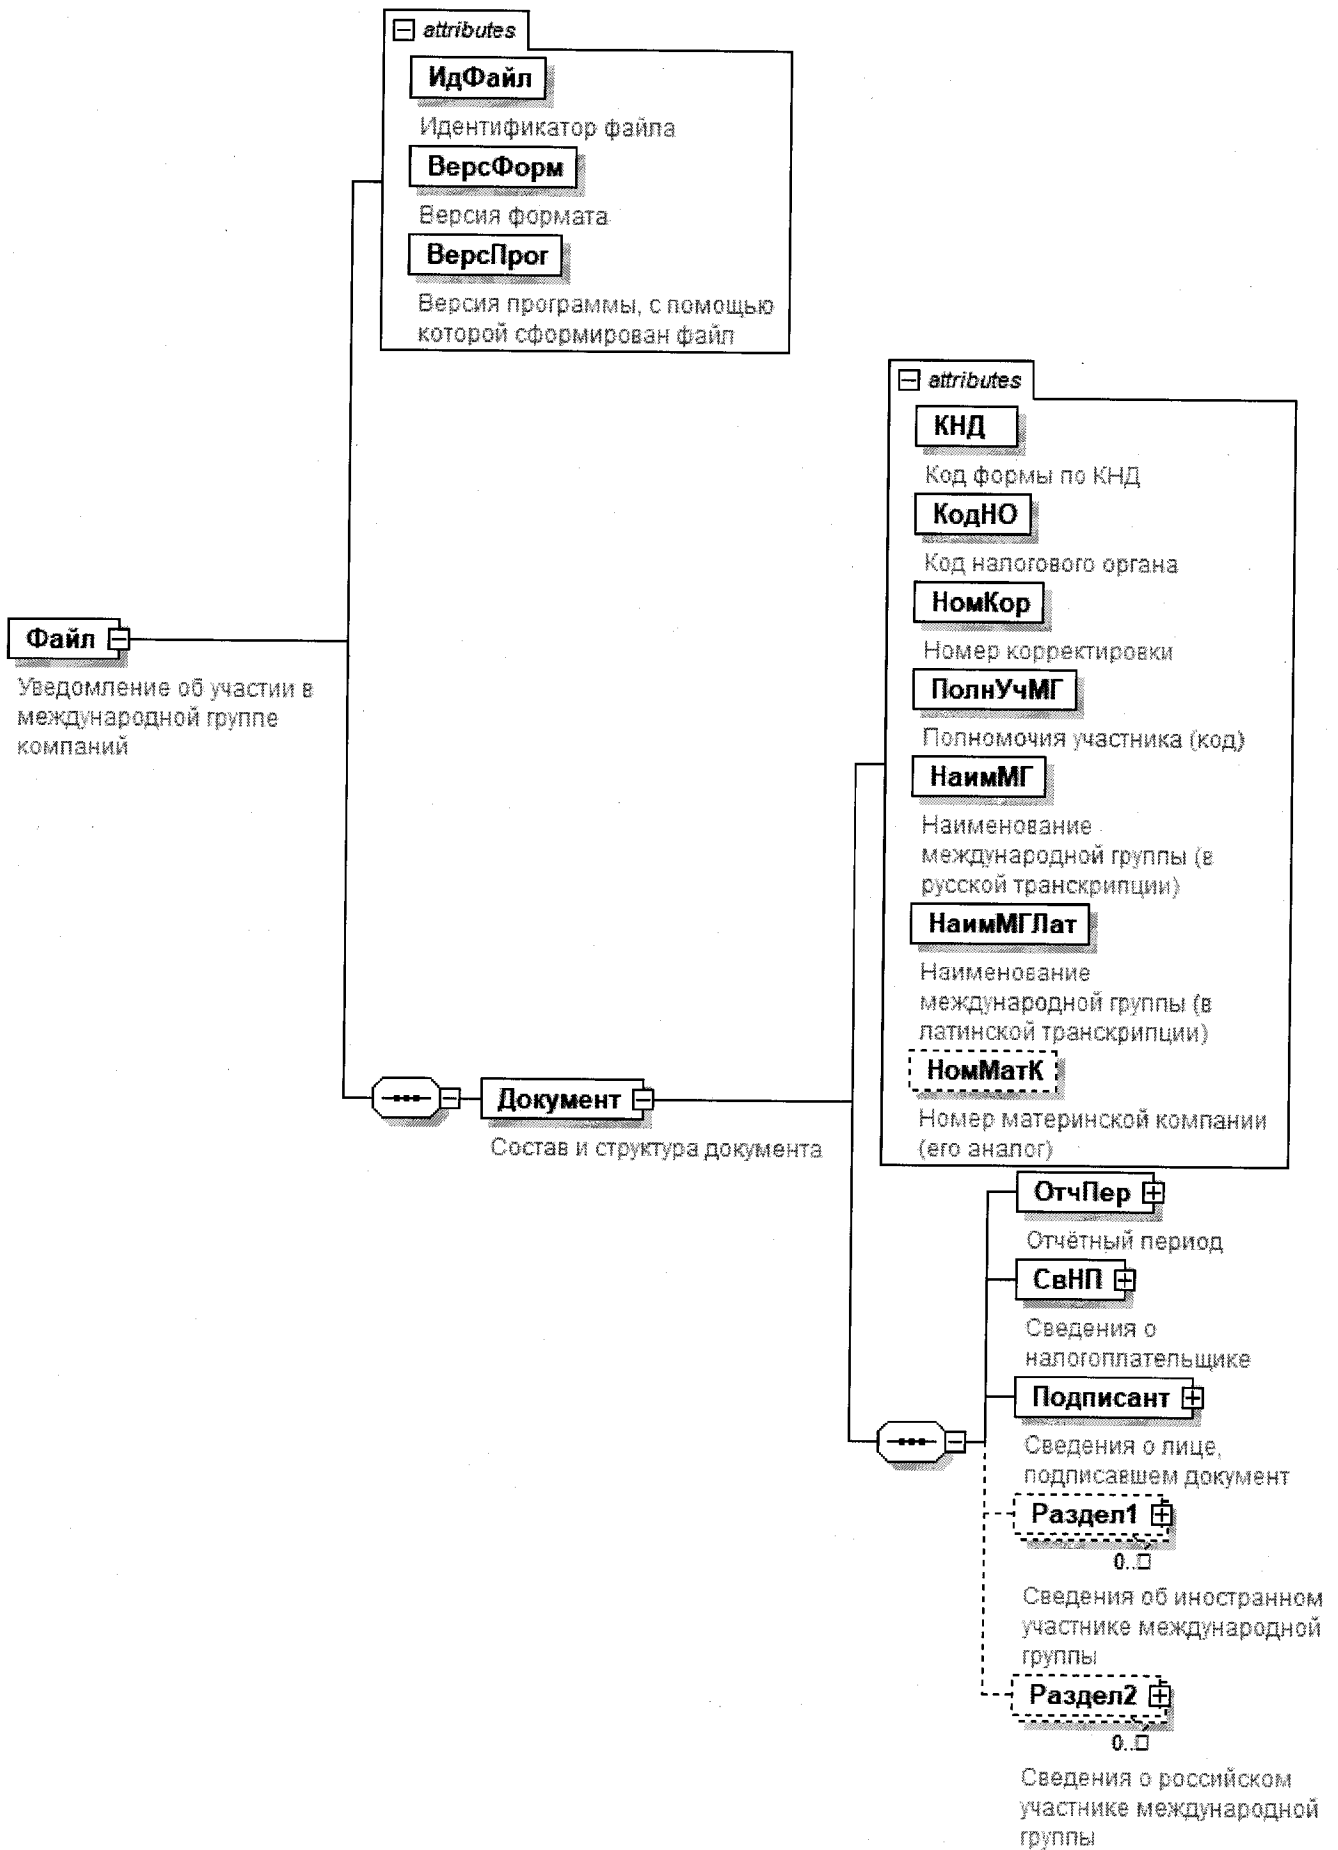 attributes
ИдФайл
Идентификатор файла
ВерсФорм
Версия формата
ВерсПрог
Версия программы, с помощью
которой сформирован файл
Файл
Уведомление об участии в
международной группе
компаний
Документ
Состав и структура документа
attributes
КНД
Код формы по КНД
КодНО
Код налогового органа
НомКор
Номер корректировки
ПолнУчМГ
Полномочия участника (код)
НаимМГ
Наименование
международной группы (в
русской транскрипции)
НаимМГЛат
Наименование
международной группы (в
латинской транскрипции)
НомМатК
Номер материнской компании
(его аналог)
ОтчПер
Отчётный период
СвНП
Сведения о
налогоплательщике
Подписант
Сведения о лице,
подписавшем документ
Раздел1
0..□
Сведения об иностранном
участнике международной
группы
Раздел2
0..□
Сведения о российском
участнике международной
группы